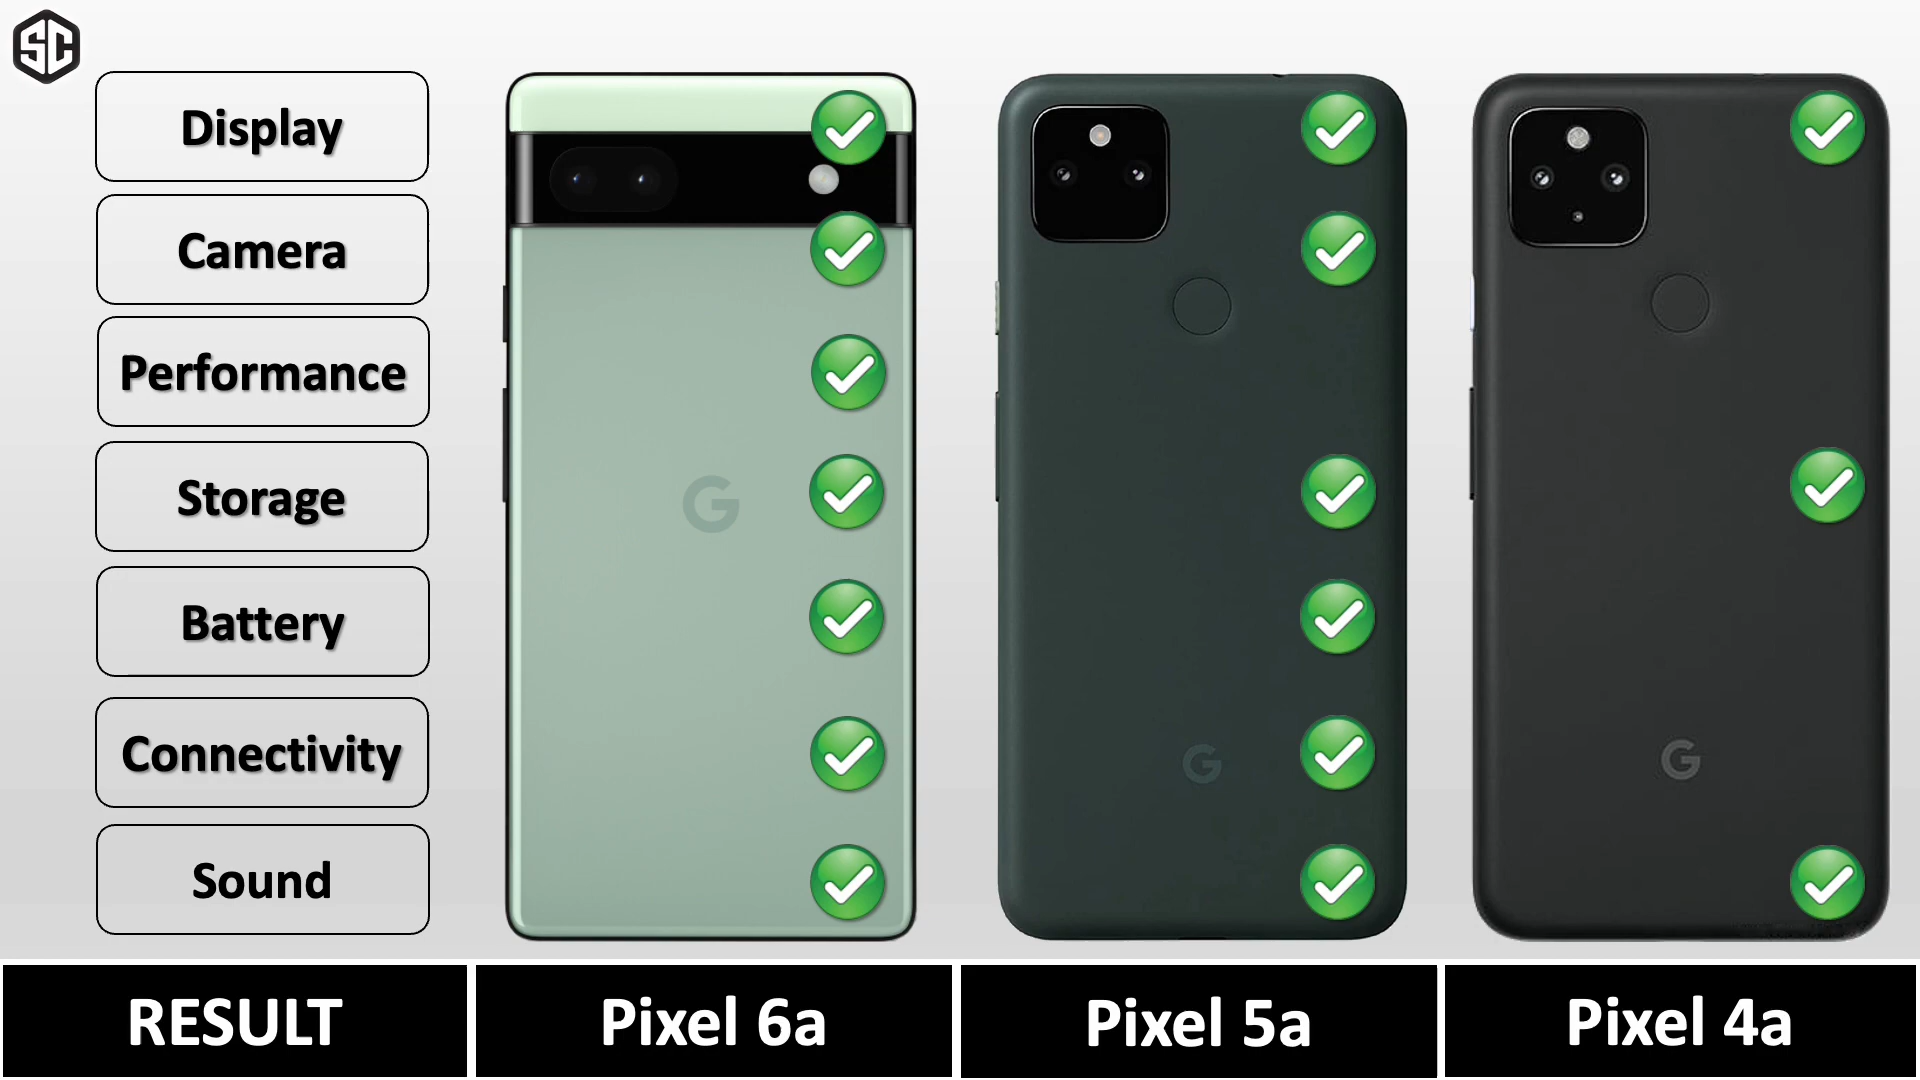 SC
Display
Camera
Performance
Storage
Battery
Connectivity
Sound
G
G
G
RESULT
Pixel 6a
Pixel 5a
Pixel 4a